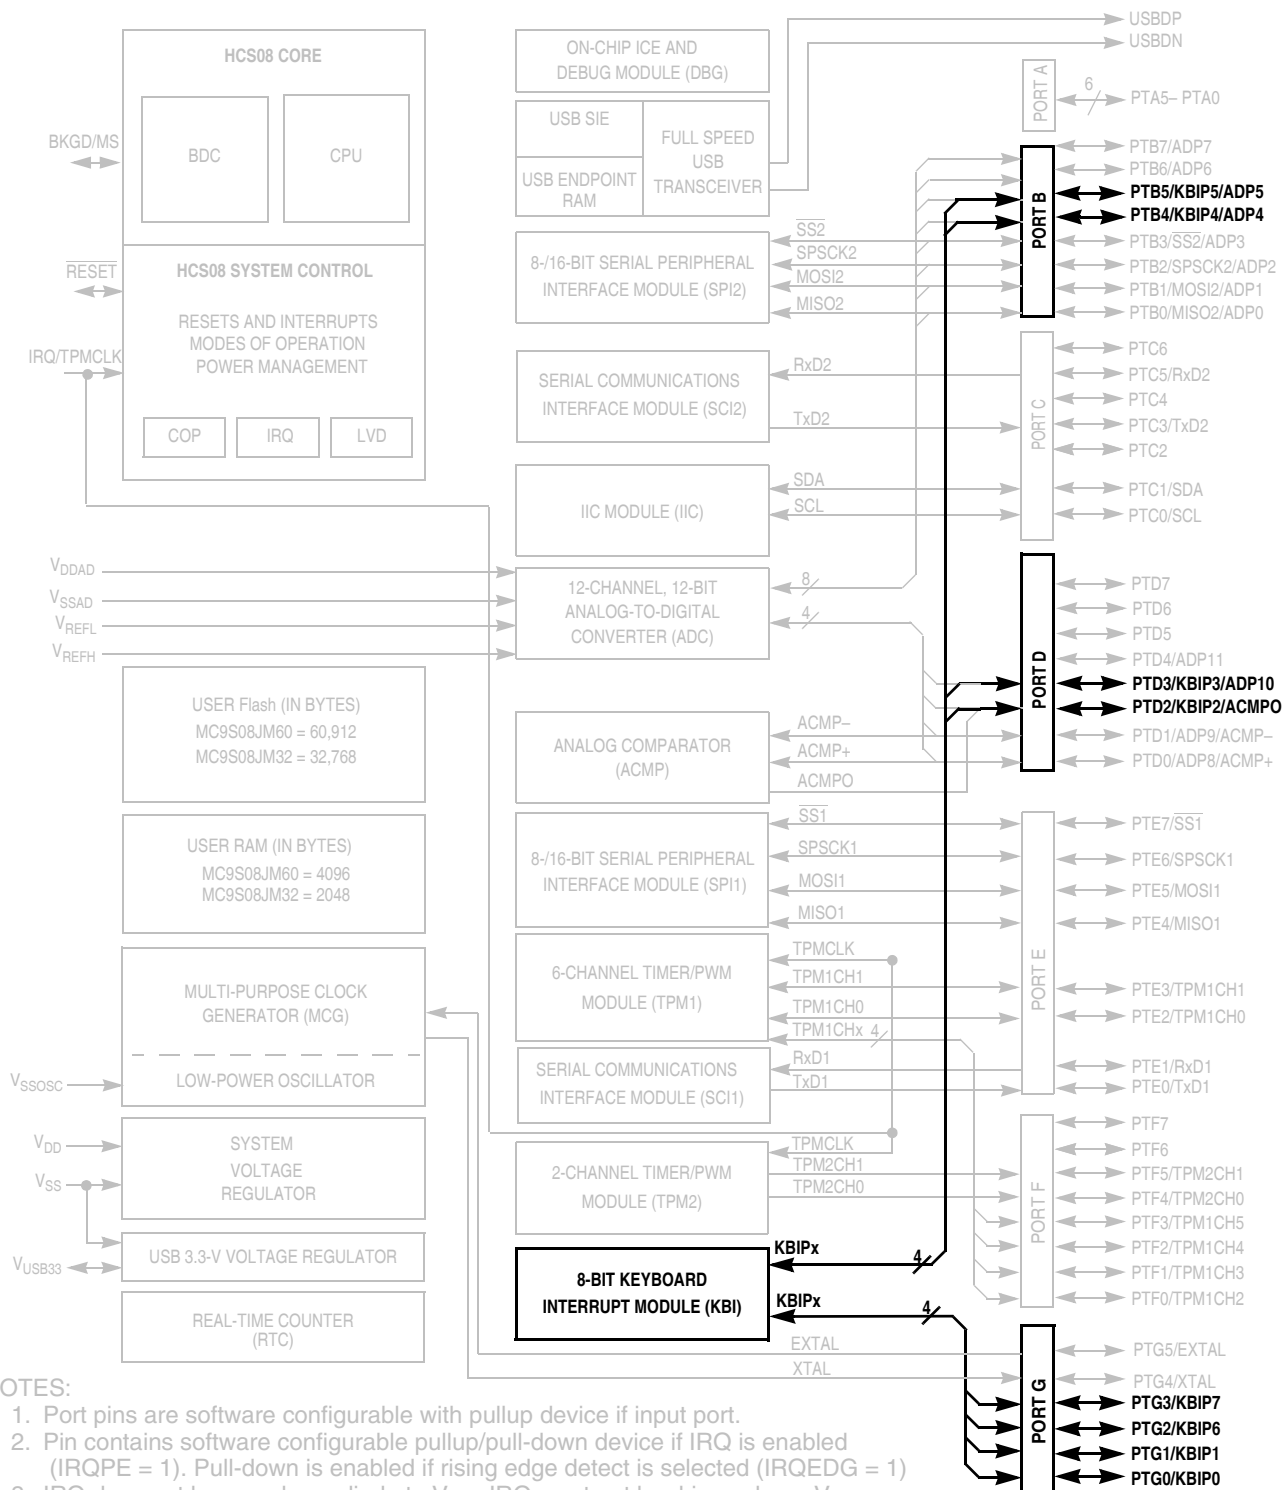 HCS08 CORE
BDC
CPU
BKGD/MS
RESET
HCS08 SYSTEM CONTROL
RESETS AND INTERRUPTS
MODES OF OPERATION
POWER MANAGEMENT
IRQ/TPMCLK
COP
IRQ
LVD
VDDAD
VSSAD
VREFL
VREFH
USER Flash (IN BYTES)
MC9S08JM60 = 60,912
MC9S08JM32 = 32,768
USER RAM (IN BYTES)
MC9S08JM60 = 4096
MC9S08JM32 = 2048
MULTI-PURPOSE CLOCK
GENERATOR (MCG)
LOW-POWER OSCILLATOR
VSSOSC
VDD
VSS
SYSTEM
VOLTAGE
REGULATOR
VUSB33
USB 3.3-V VOLTAGE REGULATOR
REAL-TIME COUNTER
(RTC)
ON-CHIP ICE AND
DEBUG MODULE (DBG)
USB SIE
USB ENDPOINT
RAM
FULL SPEED
USB
TRANSCEIVER
8-/16-BIT SERIAL PERIPHERAL
INTERFACE MODULE (SPI2)
SS2
SPSCK2
MOSI2
MISO2
SERIAL COMMUNICATIONS
INTERFACE MODULE (SCI2)
RxD2
TxD2
IIC MODULE (IIC)
SDA
SCL
12-CHANNEL, 12-BIT
ANALOG-TO-DIGITAL
CONVERTER (ADC)
8
4
ANALOG COMPARATOR
(ACMP)
ACMP–
ACMP+
ACMPO
8-/16-BIT SERIAL PERIPHERAL
INTERFACE MODULE (SPI1)
SS1
SPSCK1
MOSI1
MISO1
6-CHANNEL TIMER/PWM
MODULE (TPM1)
TPMCLK
TPM1CH1
TPM1CH0
TPM1CHx 4
SERIAL COMMUNICATIONS
INTERFACE MODULE (SCI1)
RxD1
TxD1
2-CHANNEL TIMER/PWM
MODULE (TPM2)
TPMCLK
TPM2CH1
TPM2CH0
8-BIT KEYBOARD
INTERRUPT MODULE (KBI)
KBIPx
4
KBIPx
4
EXTAL
XTAL
USBDP
USBDN
PORT A
6
PTA5– PTA0
PORT B
PTB7/ADP7
PTB6/ADP6
PTB5/KBIP5/ADP5
PTB4/KBIP4/ADP4
PTB3/SS2/ADP3
PTB2/SPSCK2/ADP2
PTB1/MOSI2/ADP1
PTB0/MISO2/ADP0
PORT C
PTC6
PTC5/RxD2
PTC4
PTC3/TxD2
PTC2
PTC1/SDA
PTC0/SCL
PORT D
PTD7
PTD6
PTD5
PTD4/ADP11
PTD3/KBIP3/ADP10
PTD2/KBIP2/ACMPO
PTD1/ADP9/ACMP–
PTD0/ADP8/ACMP+
PORT E
PTE7/SS1
PTE6/SPSCK1
PTE5/MOSI1
PTE4/MISO1
PTE3/TPM1CH1
PTE2/TPM1CH0
PTE1/RxD1
PTE0/TxD1
PORT F
PTF7
PTF6
PTF5/TPM2CH1
PTF4/TPM2CH0
PTF3/TPM1CH5
PTF2/TPM1CH4
PTF1/TPM1CH3
PTF0/TPM1CH2
PORT G
PTG5/EXTAL
PTG4/XTAL
PTG3/KBIP7
PTG2/KBIP6
PTG1/KBIP1
PTG0/KBIP0
OTES:
1. Port pins are software configurable with pullup device if input port.
2. Pin contains software configurable pullup/pull-down device if IRQ is enabled
(IRQPE = 1). Pull-down is enabled if rising edge detect is selected (IRQEDG = 1)